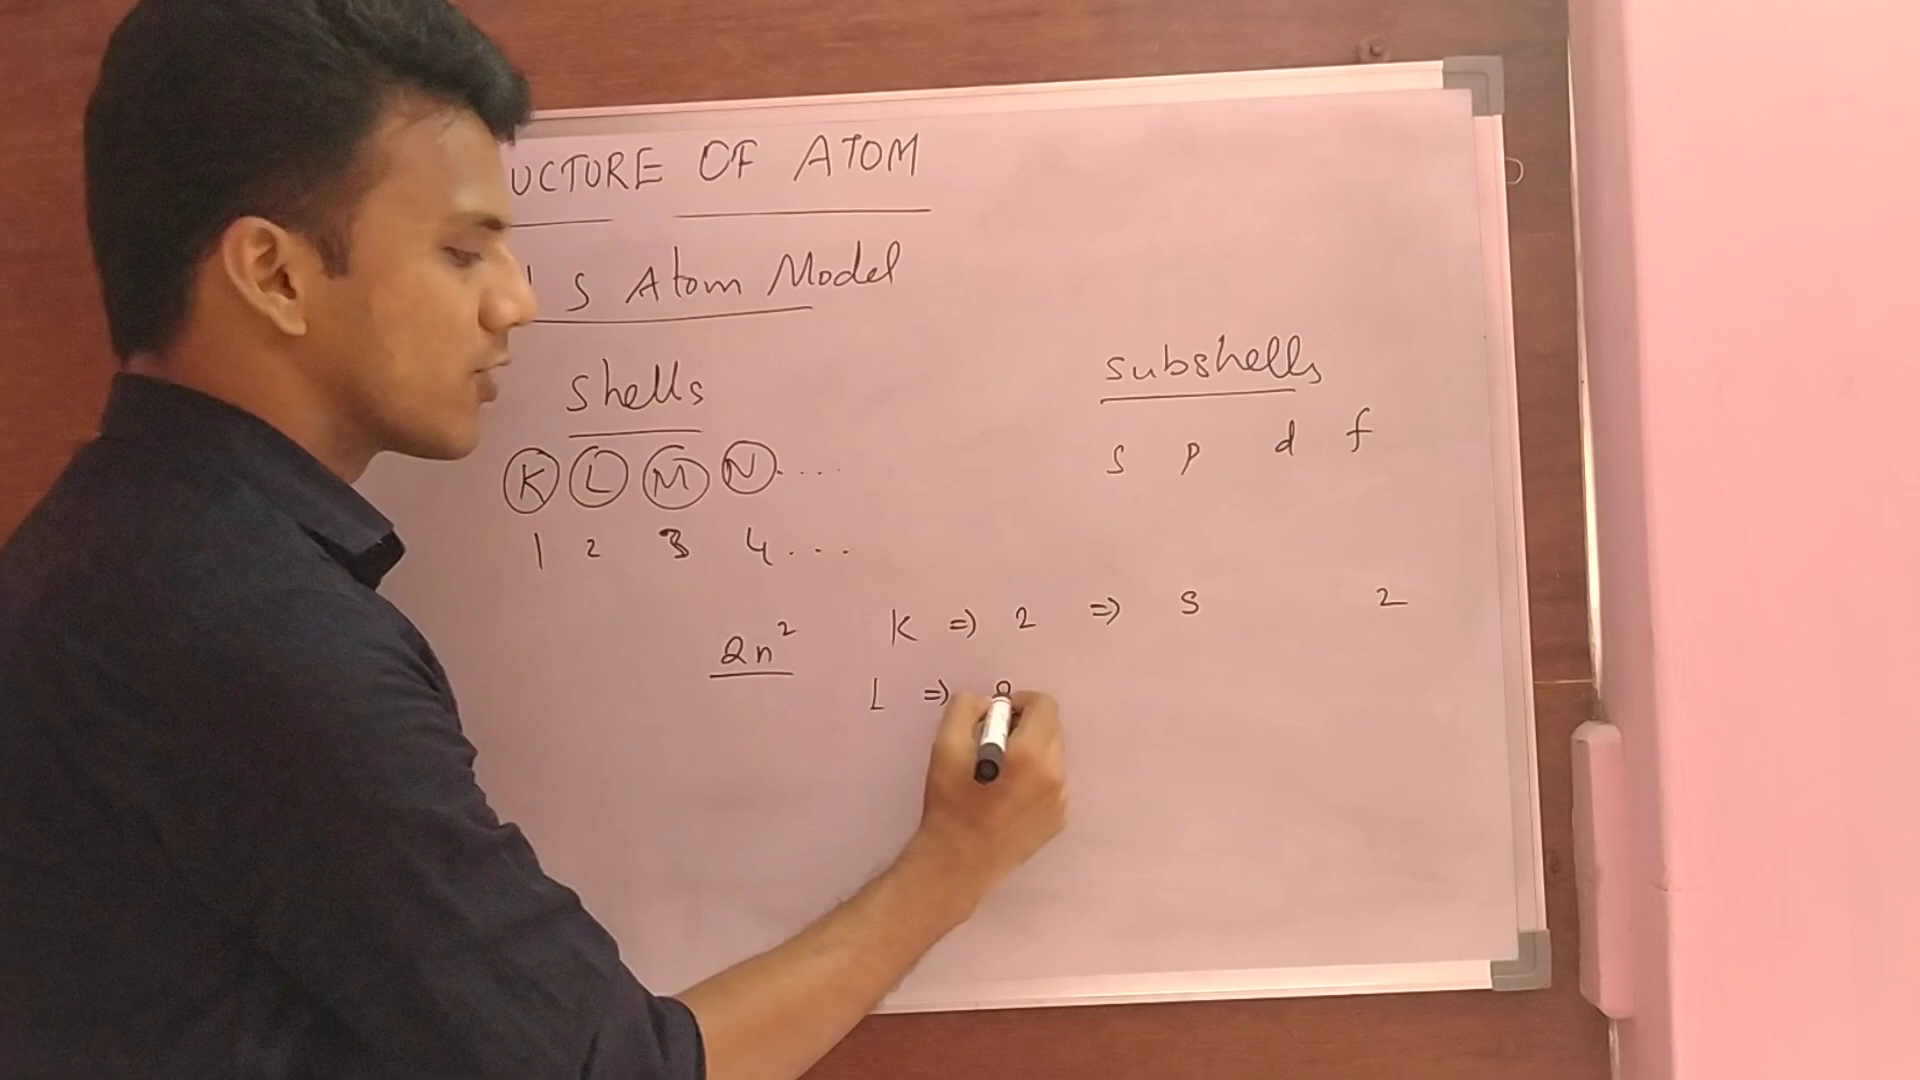 UCTURE OF ATOM
S Atom Model
Shells
subshells
K L M N ....
s p d f
1 2 3 4 ...
2n² K ⇒ 2 ⇒ S 2
L ⇒ 8